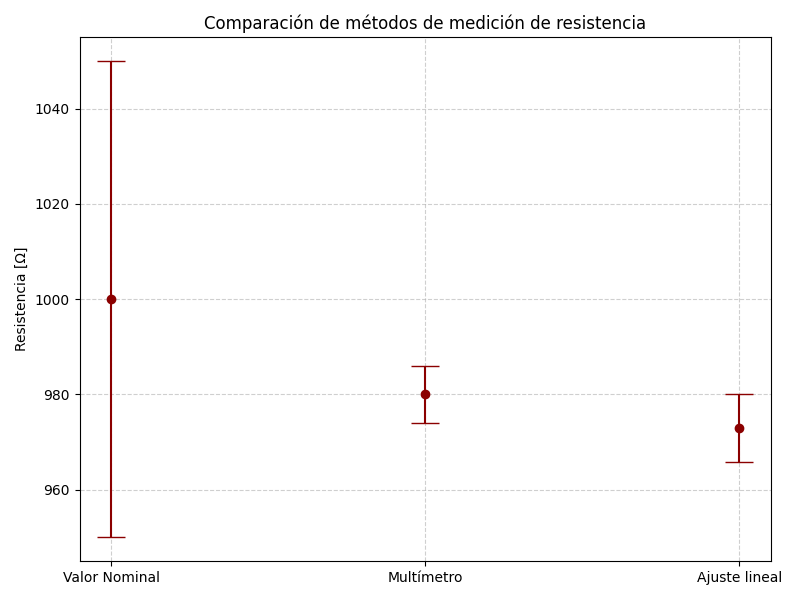 Comparación de métodos de medición de resistencia
Resistencia [Ω]
1040
1020
1000
980
960
Valor Nominal
Multímetro
Ajuste lineal